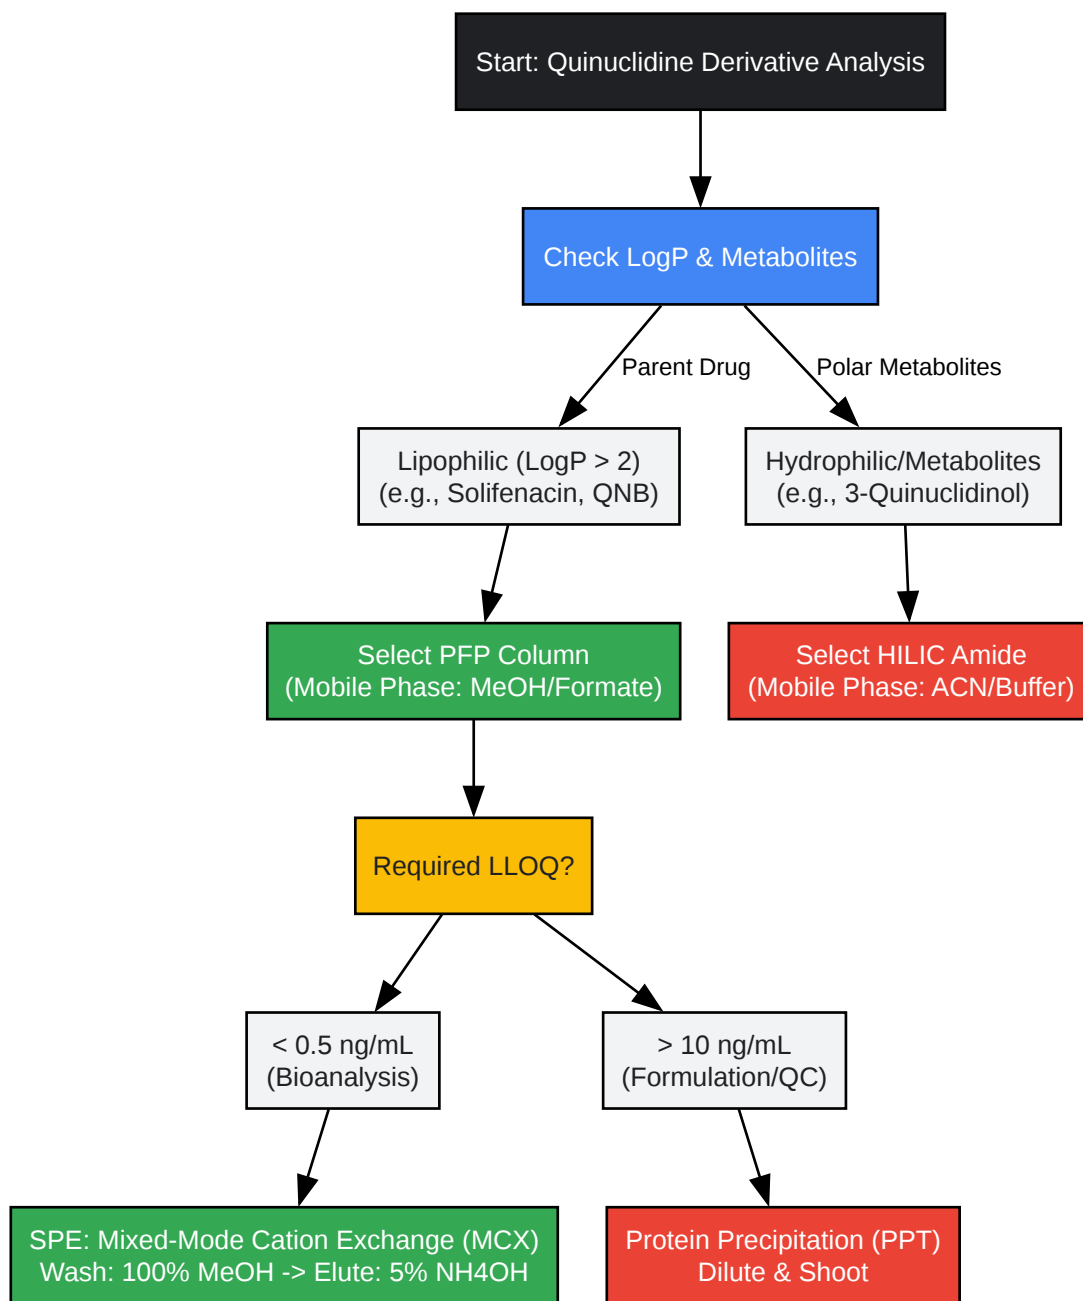 Start: Quinuclidine Derivative Analysis
Check LogP & Metabolites
Parent Drug
Polar Metabolites
Lipophilic (LogP > 2)
(e.g., Solifenacin, QNB)
Hydrophilic/Metabolites
(e.g., 3-Quinuclidinol)
Select PFP Column
(Mobile Phase: MeOH/Formate)
Select HILIC Amide
(Mobile Phase: ACN/Buffer)
Required LLOQ?
< 0.5 ng/mL
(Bioanalysis)
> 10 ng/mL
(Formulation/QC)
SPE: Mixed-Mode Cation Exchange (MCX)
Wash: 100% MeOH -> Elute: 5% NH4OH
Protein Precipitation (PPT)
Dilute & Shoot